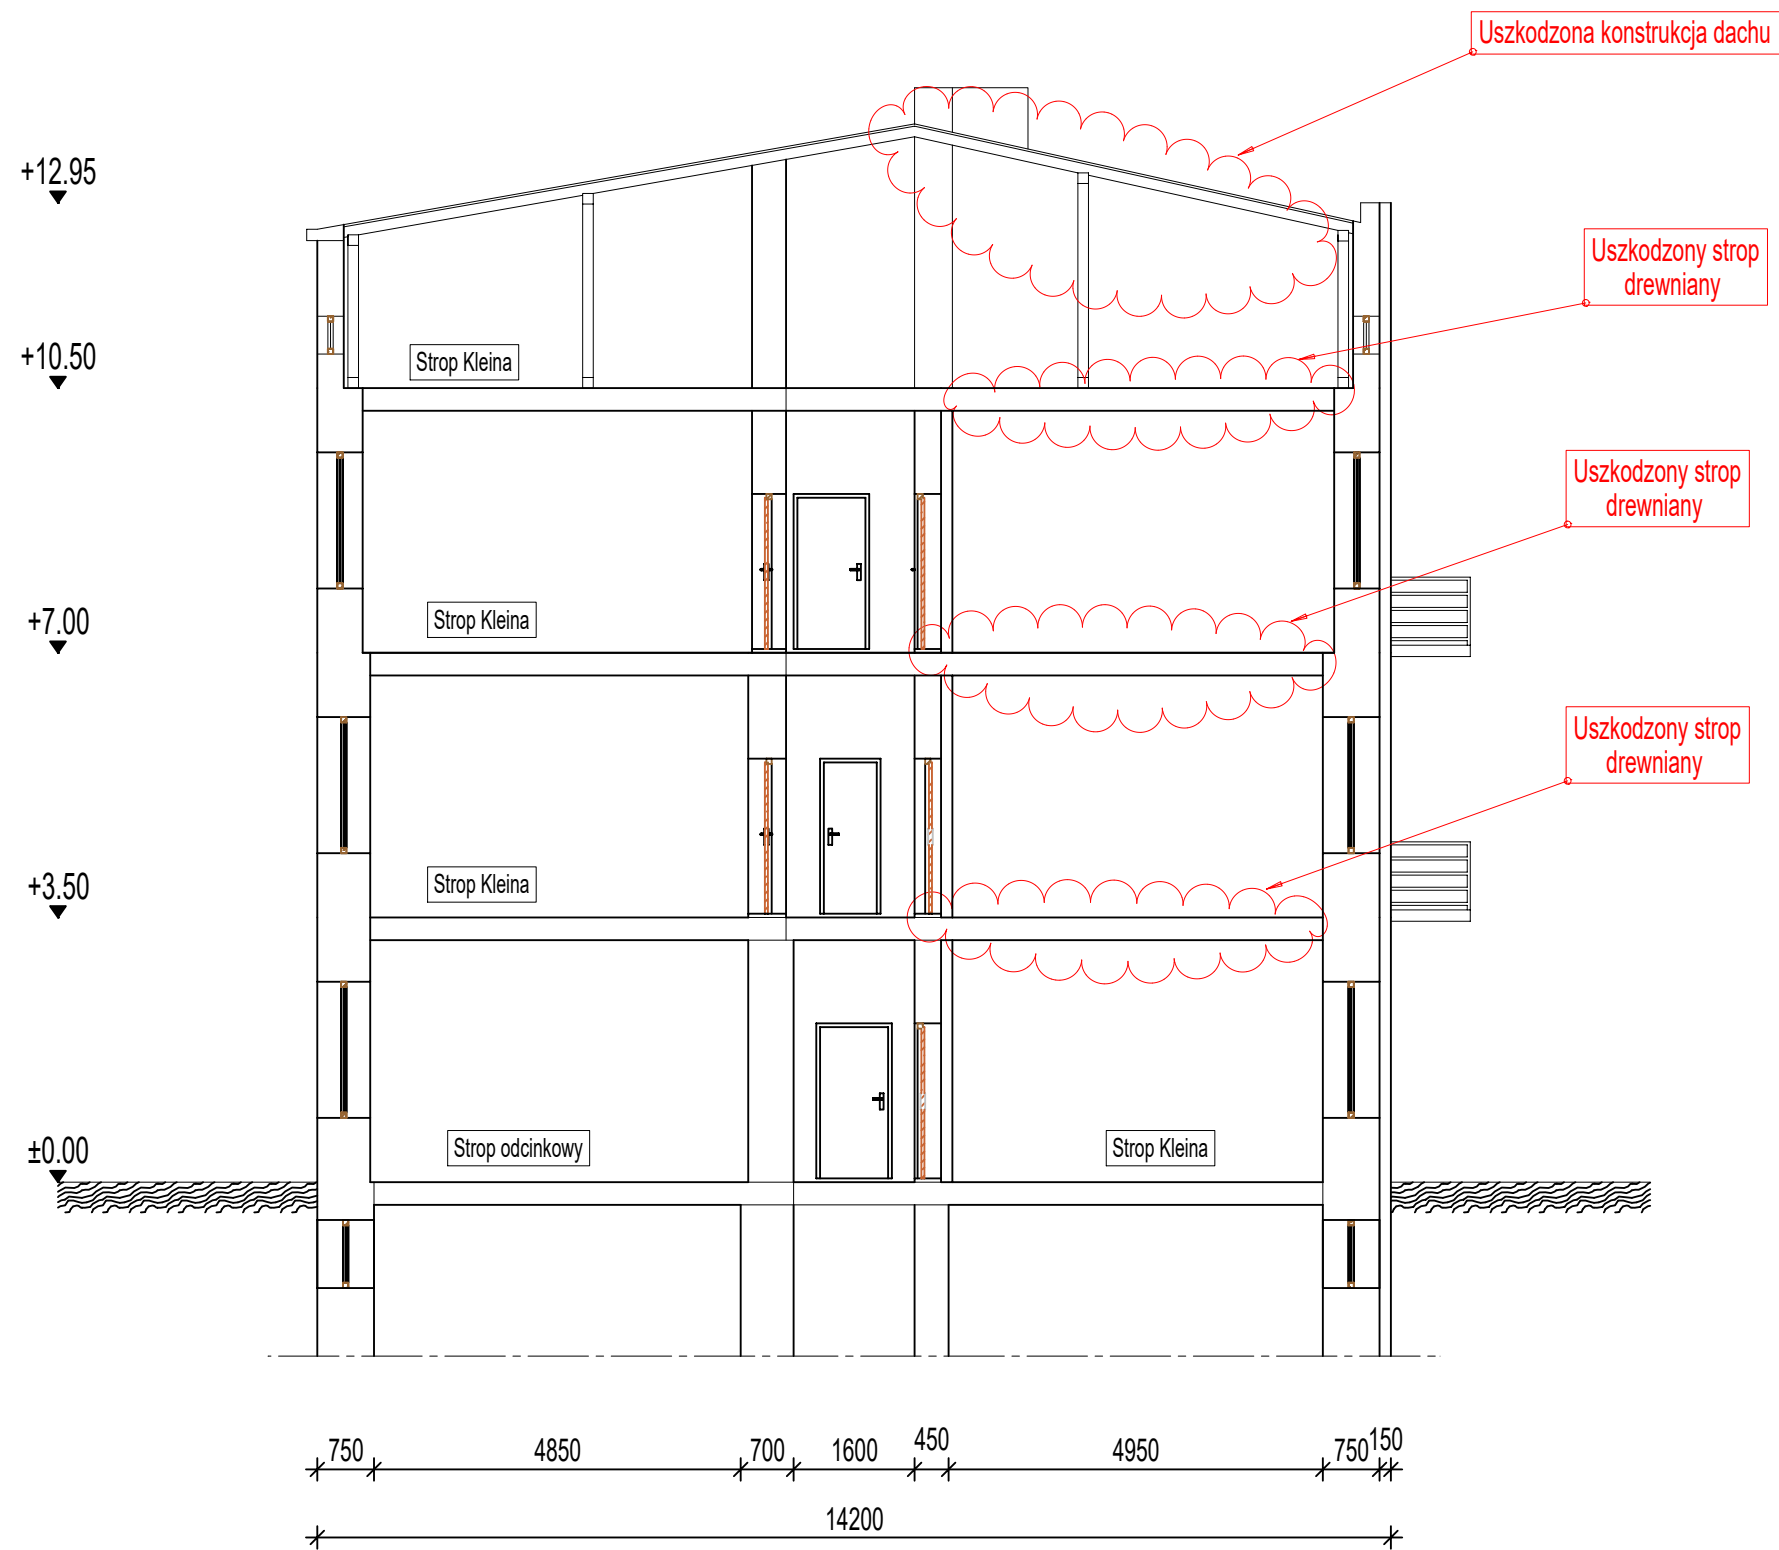 Uszkodzona konstrukcja dachu
+12.95
Uszkodzony strop
drewniany
+10.50
Strop Kleina
Uszkodzony strop
drewniany
+7.00
Strop Kleina
Uszkodzony strop
drewniany
+3.50
Strop Kleina
±0.00
Strop odcinkowy
Strop Kleina
750
4850
700
1600
450
4950
750
150
14200